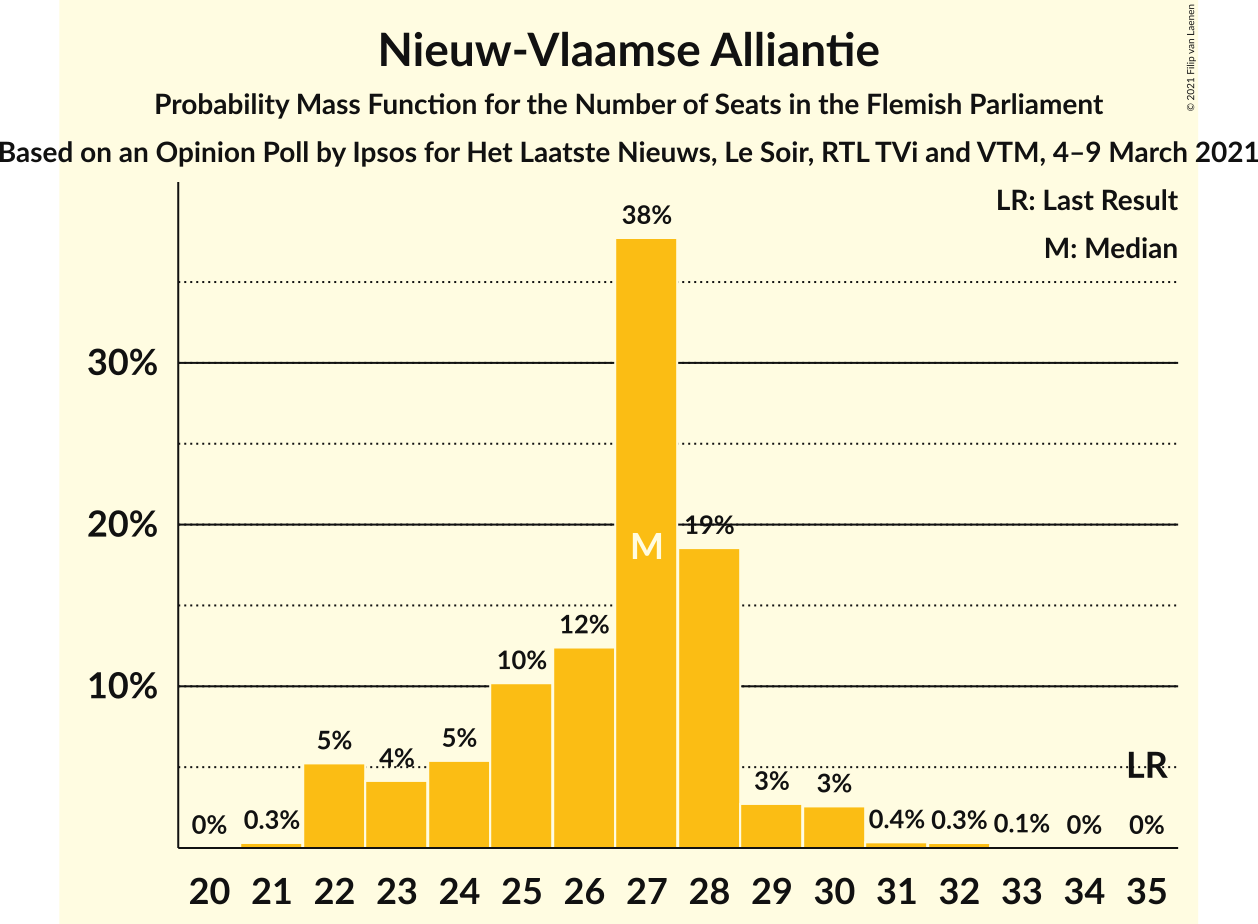 Nieuw-Vlaamse Alliantie
Probability Mass Function for the Number of Seats in the Flemish Parliament
Based on an Opinion Poll by Ipsos for Het Laatste Nieuws, Le Soir, RTL TVi and VTM, 4–9 March 2021
© 2021 Filip van Laenen
LR: Last Result
M: Median
38%
30%
20%
19%
M
12%
10%
10%
5%
4%
5%
3%
3%
LR
0%
0.3%
0.4%
0.3%
0.1%
0%
0%
20 21 22 23 24 25 26 27 28 29 30 31 32 33 34 35